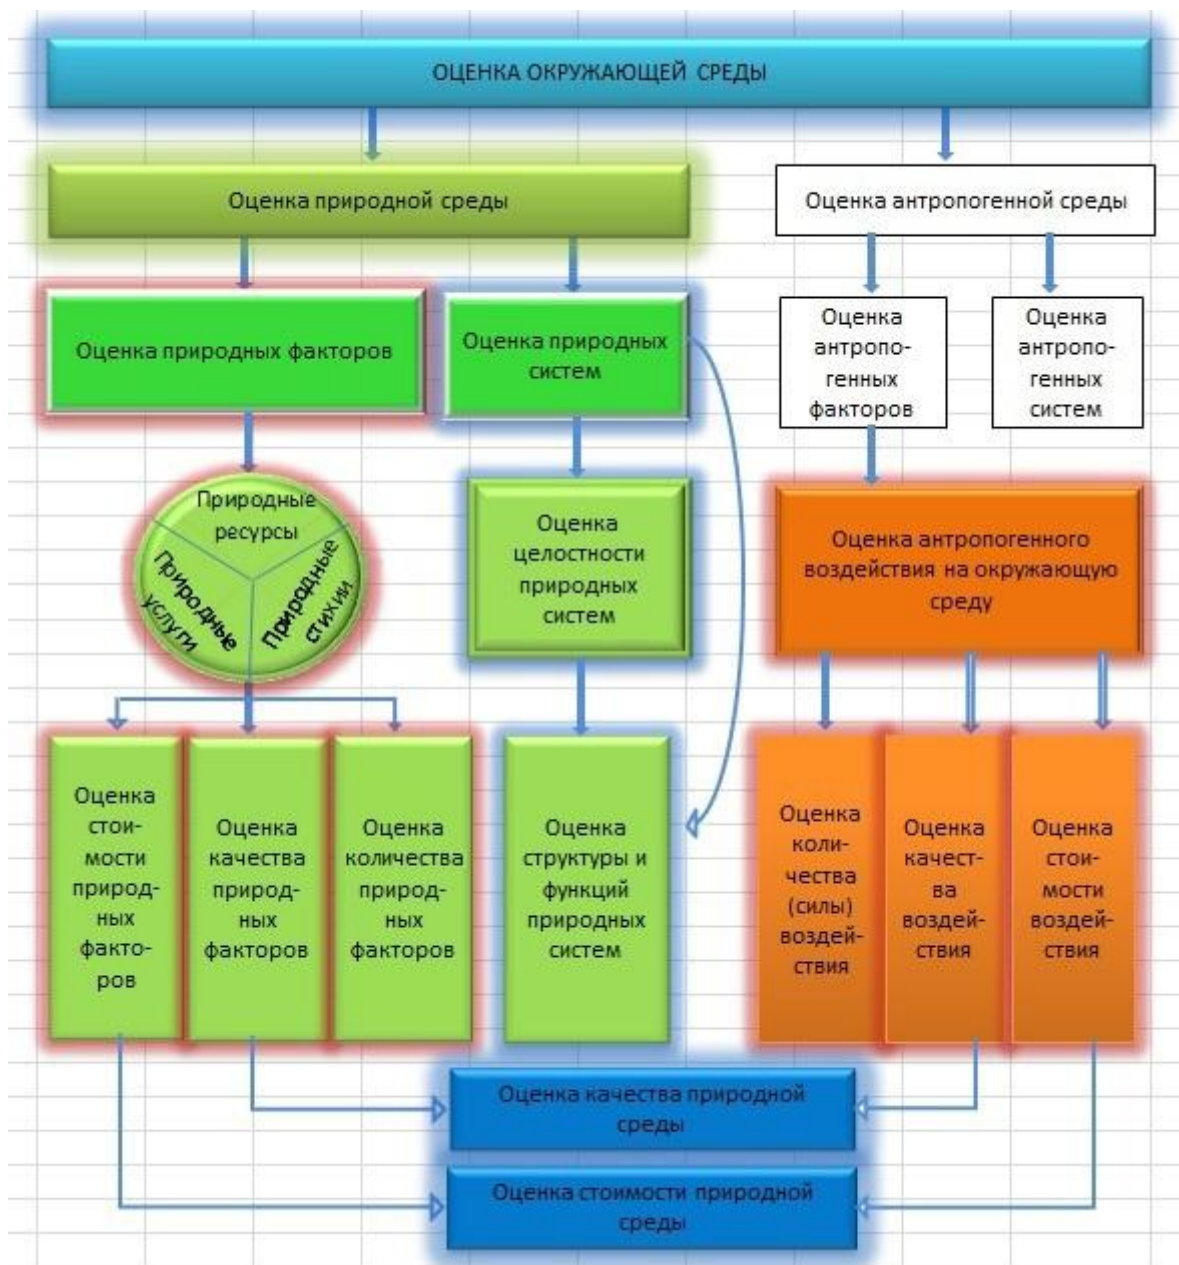 ОЦЕНКА ОКРУЖАЮЩЕЙ СРЕДЫ
Оценка природной среды
Оценка антропогенной среды
Оценка природных факторов
Оценка природных
систем
Оценка
антропо-
генных
факторов
Оценка
антропо-
генных
систем
Природные
ресурсы
Природные
услуги
Природные
стихии
Оценка
целостности
природных
систем
Оценка антропогенного
воздействия на окружающую
среду
Оценка
стои-
мости
природ-
ных
факто-
ров
Оценка
качества
природ-
ных
факторов
Оценка
количества
природ-
ных
факторов
Оценка
структуры и
функций
природных
систем
Оценка
коли-
чества
(силы)
воздей-
ствия
Оценка
качест-
ва
воздей-
ствия
Оценка
стои-
мости
воздей-
ствия
Оценка качества природной
среды
Оценка стоимости природной
среды